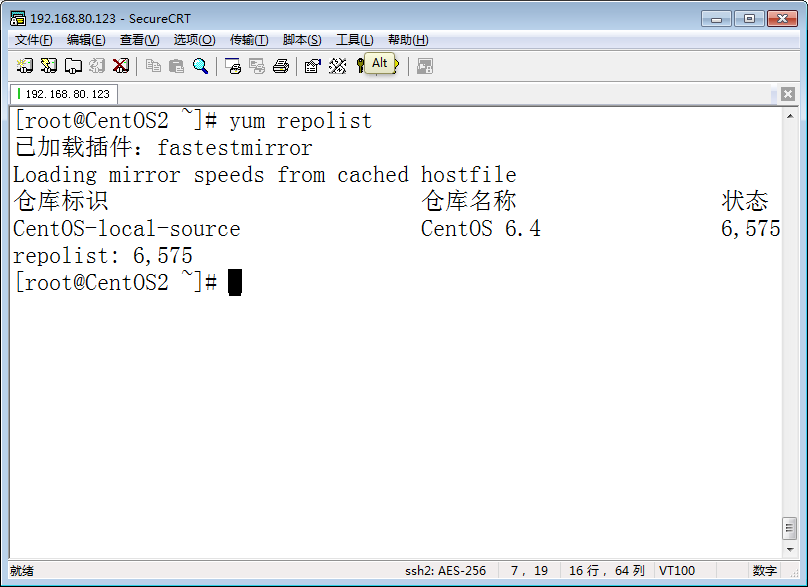 192.168.80.123 - SecureCRT
文件(F) 编辑(E) 查看(V) 选项(O) 传输(T) 脚本(S) 工具(L) 帮助(H)
Alt
192.168.80.123
[root@CentOS2 ~]# yum repolist
已加载插件：fastestmirror
Loading mirror speeds from cached hostfile
仓库标识 仓库名称 状态
CentOS-local-source CentOS 6.4 6,575
repolist: 6,575
[root@CentOS2 ~]#
就绪 ssh2: AES-256 7, 19 16 行, 64 列 VT100 数字